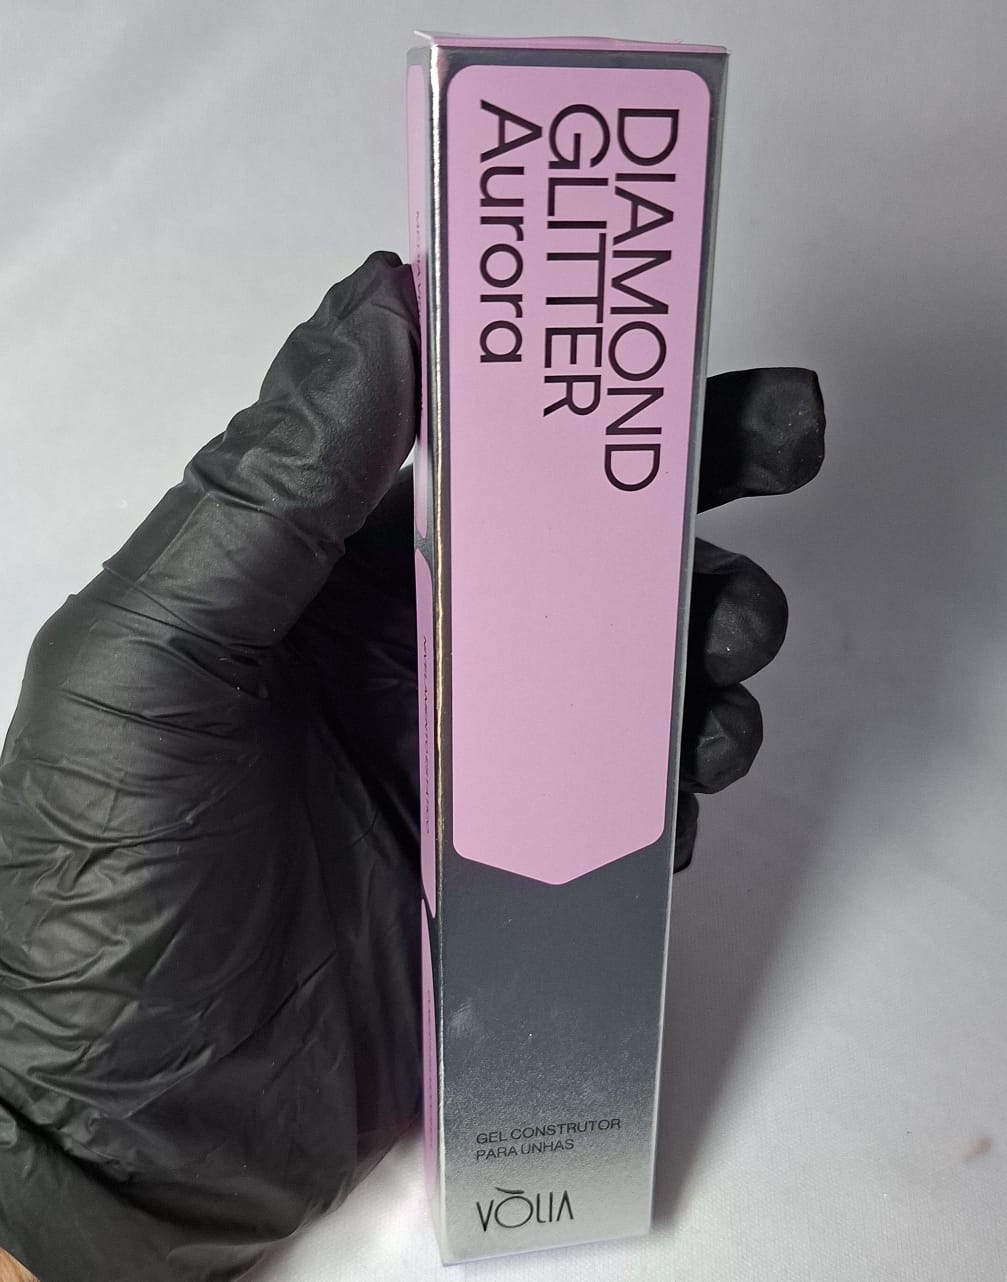 DIAMOND
GLITTER
Aurora
GEL CONSTRUTOR
PARA UNHAS
VÒLIA